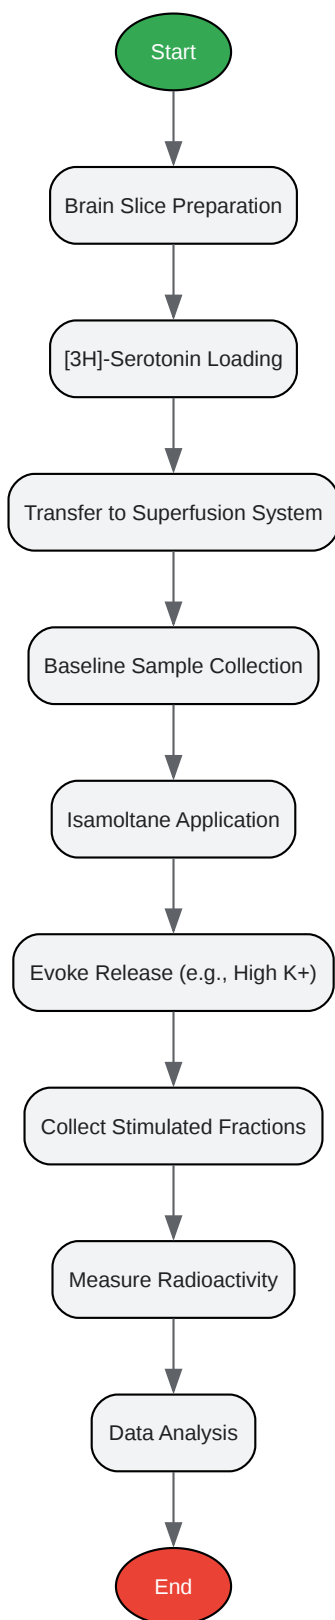 Start
Brain Slice Preparation
[3H]-Serotonin Loading
Transfer to Superfusion System
Baseline Sample Collection
Isamoltane Application
Evoke Release (e.g., High K+)
Collect Stimulated Fractions
Measure Radioactivity
Data Analysis
End